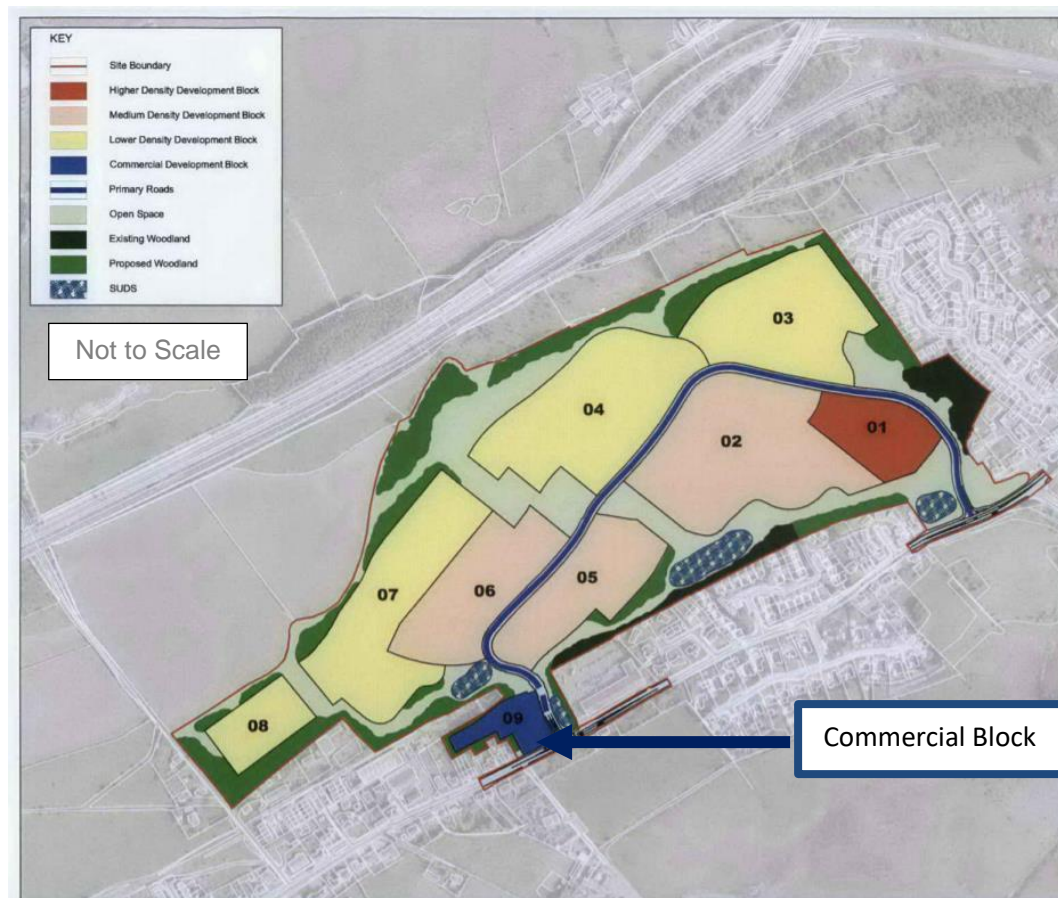 KEY
Site Boundary
Higher Density Development Block
Medium Density Development Block
Lower Density Development Block
Commercial Development Block
Primary Roads
Open Space
Existing Woodland
Proposed Woodland
SUDS
Not to Scale
03
04
01
02
05
07
06
09
08
Commercial Block